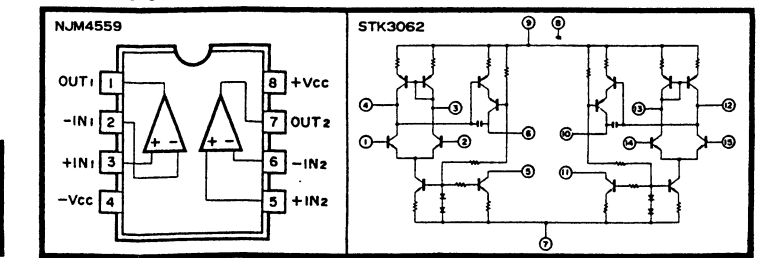 NJM4559
OUT1 1
-IN1 2
+IN1 3
-Vcc 4
8 +Vcc
7 OUT2
6 -IN2
5 +IN2
+ -
+ -
STK3062
9 8
4 3 6 10 13 12
1 2 14 15
5 11
7